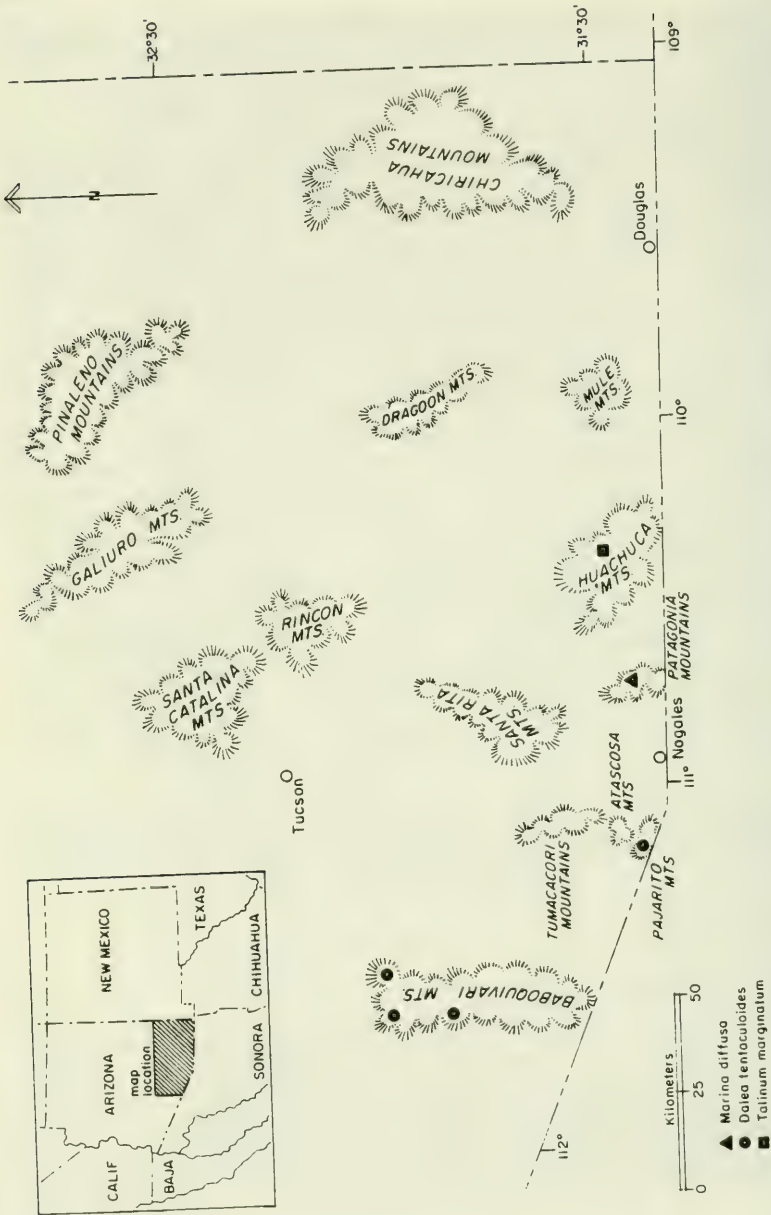 CALIF
ARIZONA
NEW MEXICO
map
location
TEXAS
BAJA
SONORA
CHIHUAHUA
N
32°30'
31°30'
PINALENO
MOUNTAINS
GALIURO MTS.
SANTA
CATALINA
MTS
RINCON
MTS.
Tucson
CHIRICAHUA
MOUNTAINS
DRAGOON MTS.
MULE
MTS.
HUACHUCA
MTS.
SANTA RITA
MTS.
PATAGONIA
MOUNTAINS
ATASCOSA
MTS
TUMACACORI
MOUNTAINS
PAJARITO
MTS
BABOQUIVARI MTS.
Nogales
Douglas
112°
111°
110°
109°
Kilometers
0 25 50
Marina diffusa
Dalea tentaculoides
Talinum marginatum